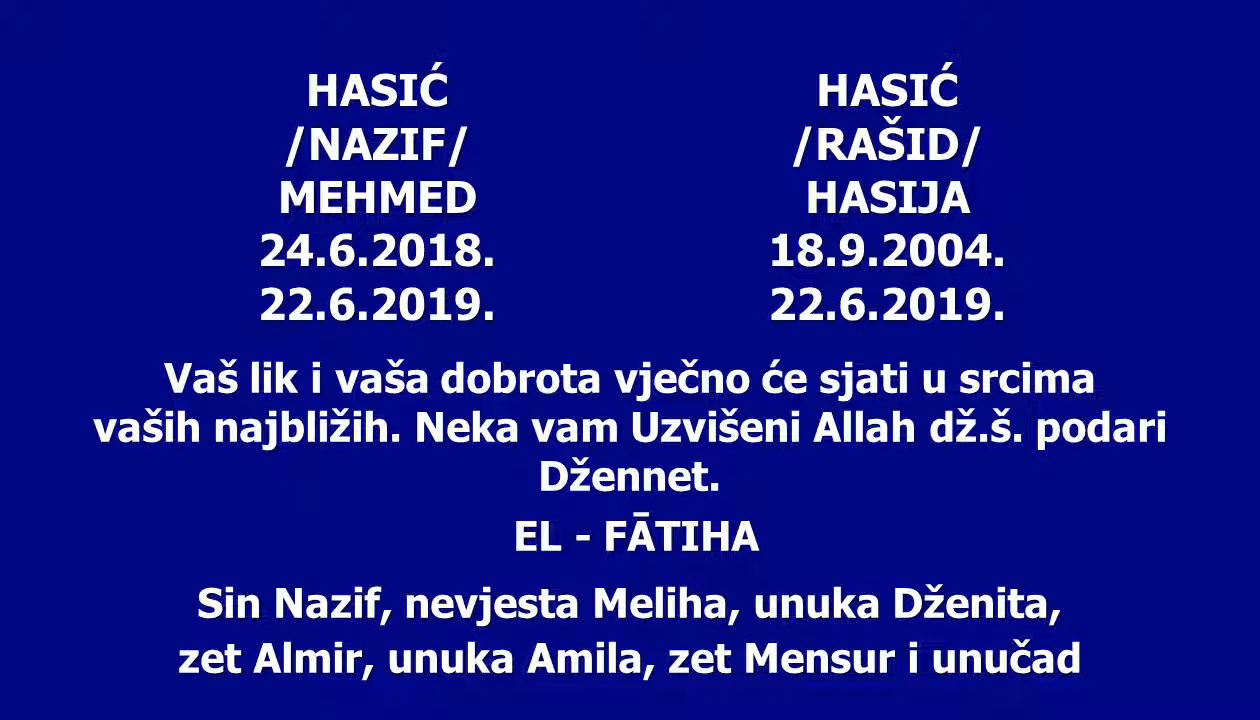 HASIĆ
/NAZIF/
MEHMED
24.6.2018.
22.6.2019.
HASIĆ
/RAŠID/
HASIJA
18.9.2004.
22.6.2019.
Vaš lik i vaša dobrota vječno će sjati u srcima
vaših najbližih. Neka vam Uzvišeni Allah dž.š. podari
Džennet.
EL - FĀTIHA
Sin Nazif, nevjesta Meliha, unuka Dženita,
zet Almir, unuka Amila, zet Mensur i unučad